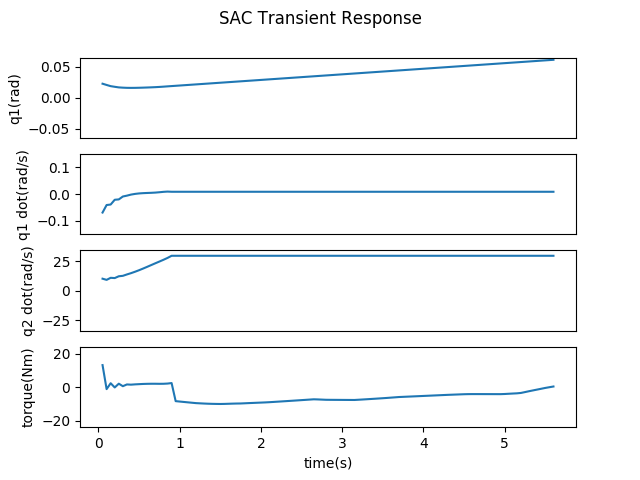 SAC Transient Response
q1(rad)
0.05
0.00
−0.05
q1 dot(rad/s)
0.1
0.0
−0.1
q2 dot(rad/s)
25
0
−25
torque(Nm)
20
0
−20
0 1 2 3 4 5
time(s)